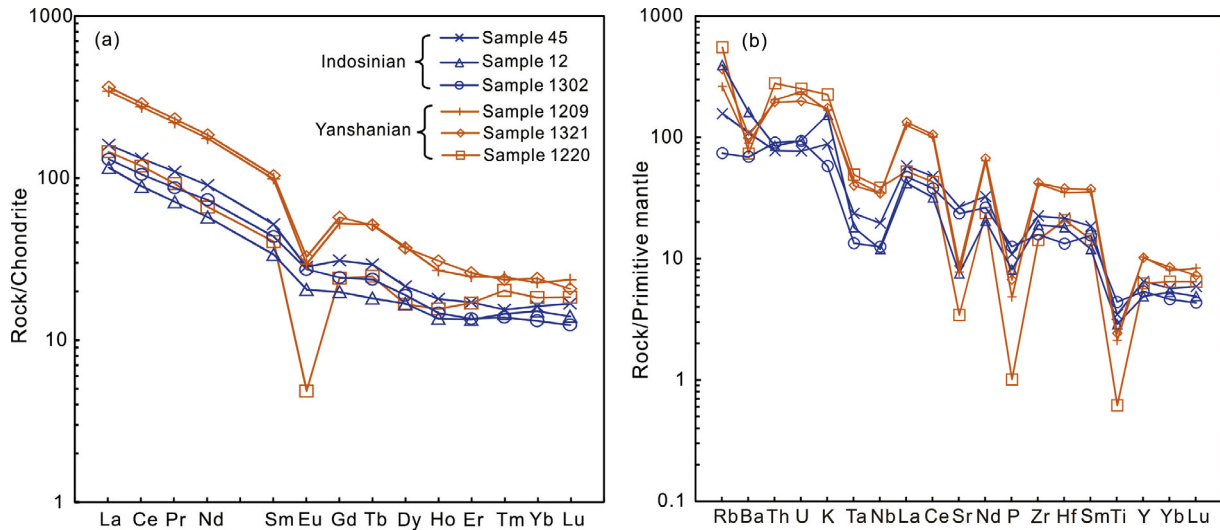 1000
(a)
Sample 45
Indosinian
Sample 12
Sample 1302
Sample 1209
Yanshanian
Sample 1321
Sample 1220
100
10
1
Rock/Chondrite
La Ce Pr Nd Sm Eu Gd Tb Dy Ho Er Tm Yb Lu
1000
(b)
100
10
1
0.1
Rock/Primitive mantle
Rb Ba Th U K Ta Nb La Ce Sr Nd P Zr Hf Sm Ti Y Yb Lu